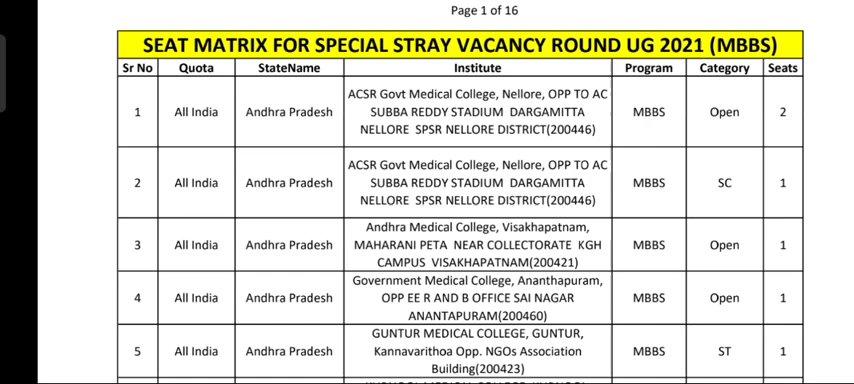 Page 1 of 16
SEAT MATRIX FOR SPECIAL STRAY VACANCY ROUND UG 2021 (MBBS)
Sr No Quota StateName Institute Program Category Seats
ACSR Govt Medical College, Nellore, OPP TO AC
1 All India Andhra Pradesh SUBBA REDDY STADIUM DARGAMITTA MBBS Open 2
NELLORE SPSR NELLORE DISTRICT(200446)
ACSR Govt Medical College, Nellore, OPP TO AC
2 All India Andhra Pradesh SUBBA REDDY STADIUM DARGAMITTA MBBS SC 1
NELLORE SPSR NELLORE DISTRICT(200446)
Andhra Medical College, Visakhapatnam,
3 All India Andhra Pradesh MAHARANI PETA NEAR COLLECTORATE KGH MBBS Open 1
CAMPUS VISAKHAPATNAM(200421)
Government Medical College, Ananthapuram,
4 All India Andhra Pradesh OPP EE R AND B OFFICE SAI NAGAR MBBS Open 1
ANANTAPURAM(200460)
GUNTUR MEDICAL COLLEGE, GUNTUR,
5 All India Andhra Pradesh Kannavarithoa Opp. NGOs Association MBBS ST 1
Building(200423)